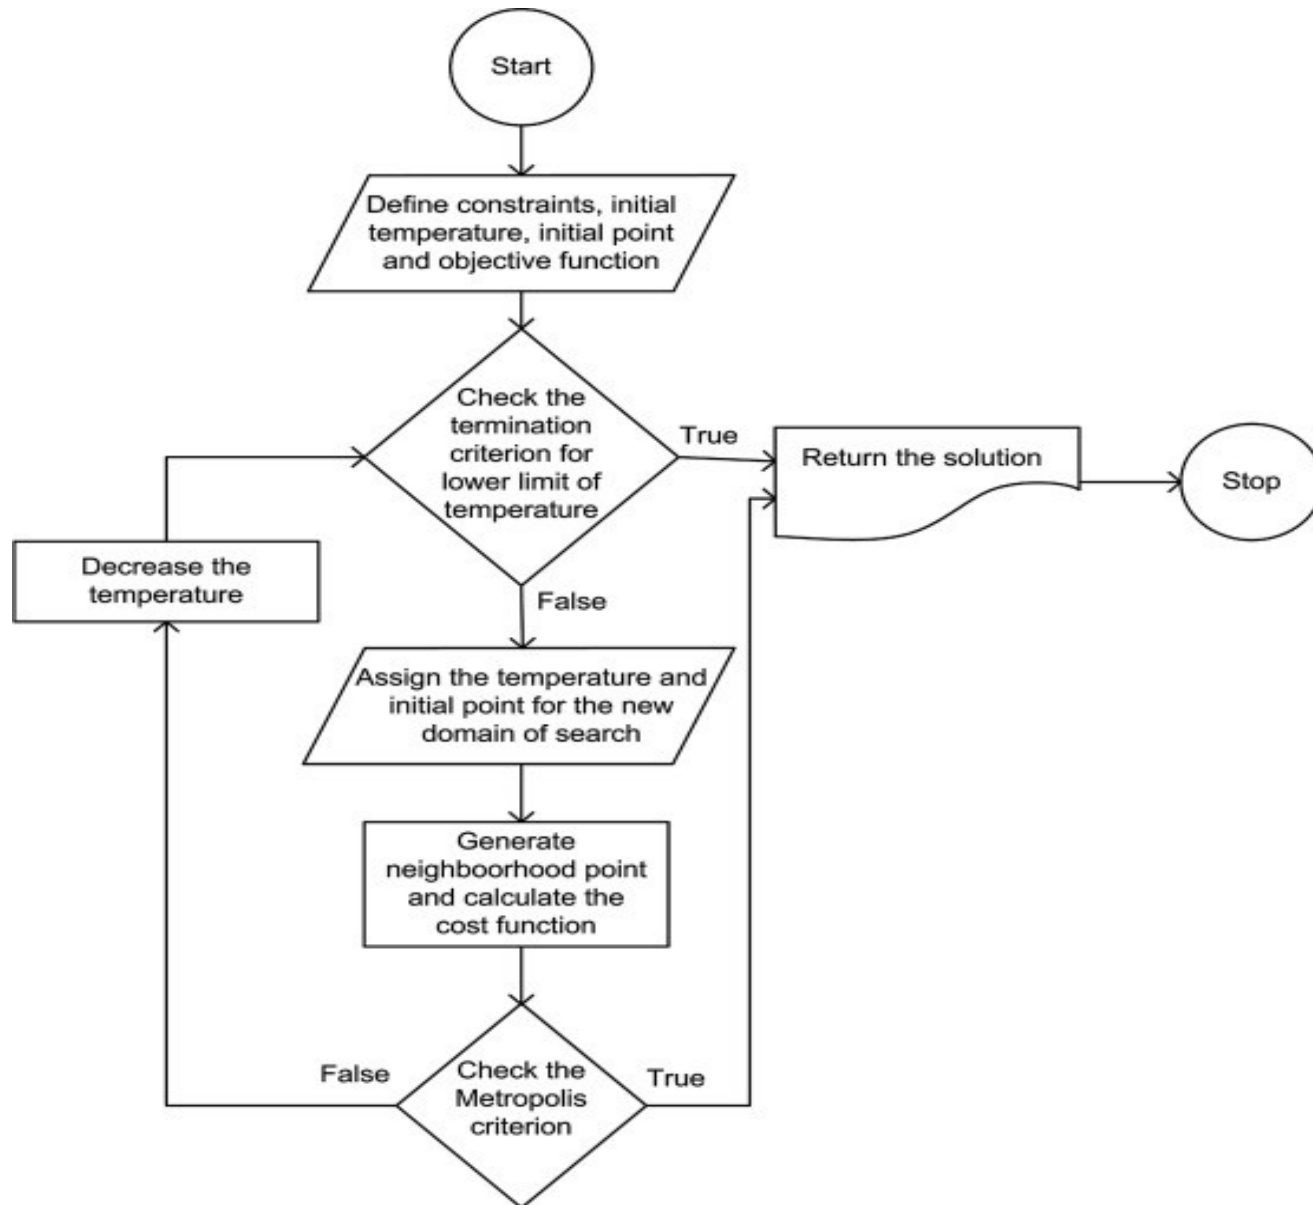 Start
Define constraints, initial
temperature, initial point
and objective function
Check the
termination
criterion for
lower limit of
temperature
True
Return the solution
Stop
Decrease the
temperature
False
Assign the temperature and
initial point for the new
domain of search
Generate
neighboorhood point
and calculate the
cost function
False
Check the
Metropolis
criterion
True